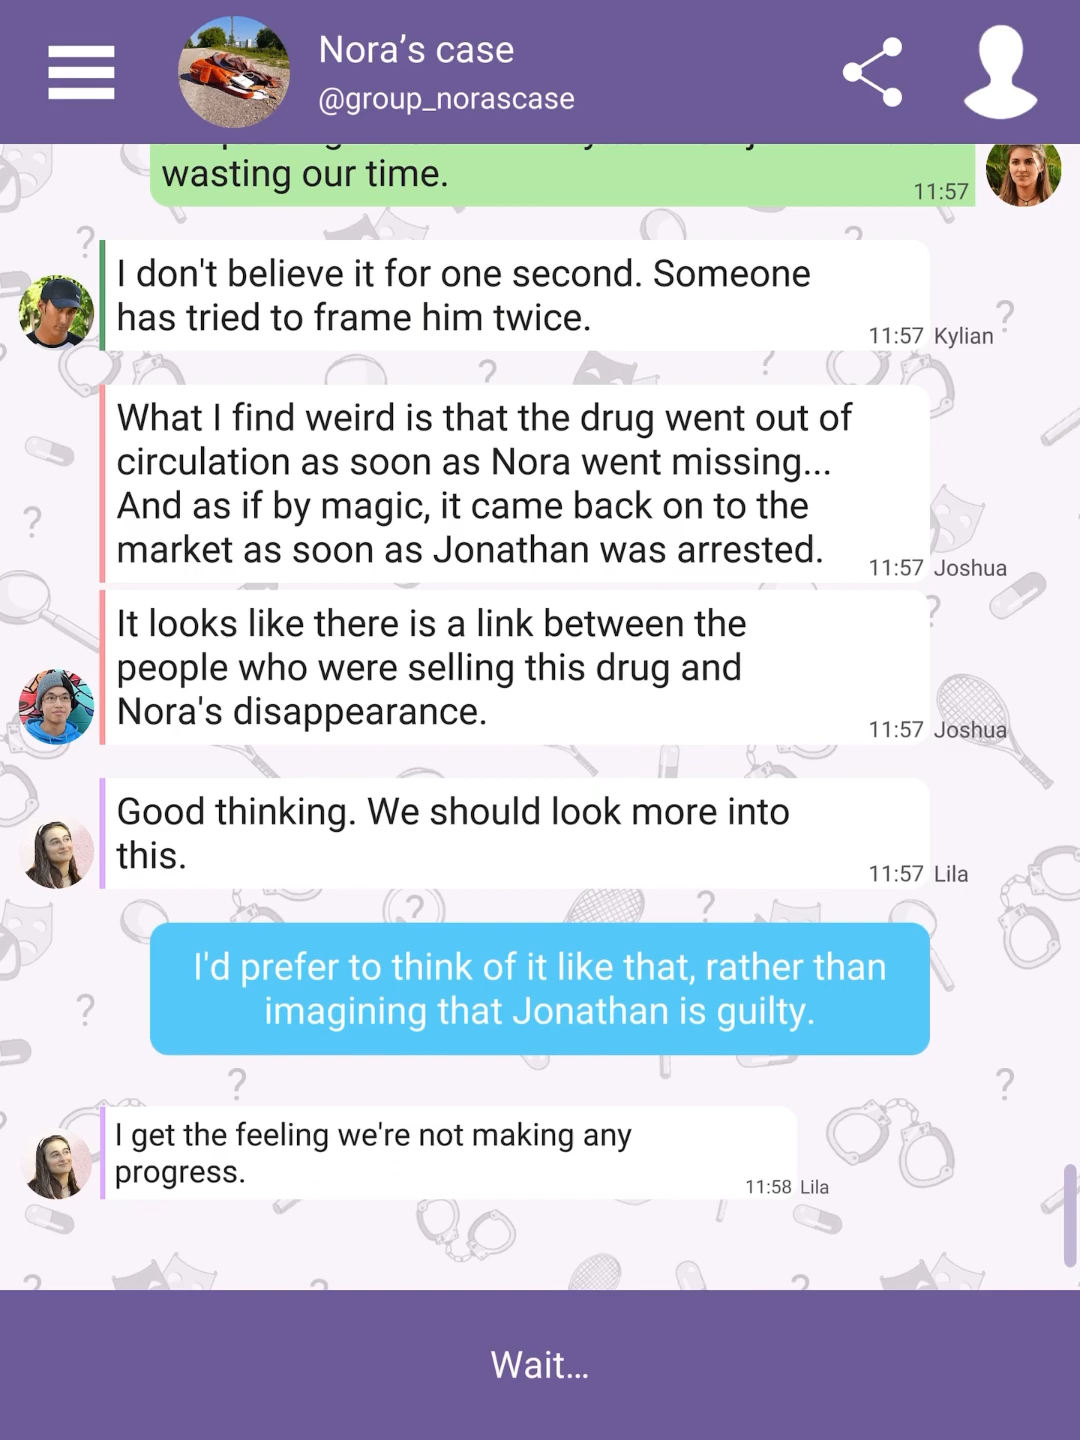 Nora’s case
@group_norascase
wasting our time.
11:57
I don't believe it for one second. Someone
has tried to frame him twice.
11:57 Kylian
What I find weird is that the drug went out of
circulation as soon as Nora went missing...
And as if by magic, it came back on to the
market as soon as Jonathan was arrested.
11:57 Joshua
It looks like there is a link between the
people who were selling this drug and
Nora's disappearance.
11:57 Joshua
Good thinking. We should look more into
this.
11:57 Lila
I'd prefer to think of it like that, rather than
imagining that Jonathan is guilty.
I get the feeling we're not making any
progress.
11:58 Lila
Wait...